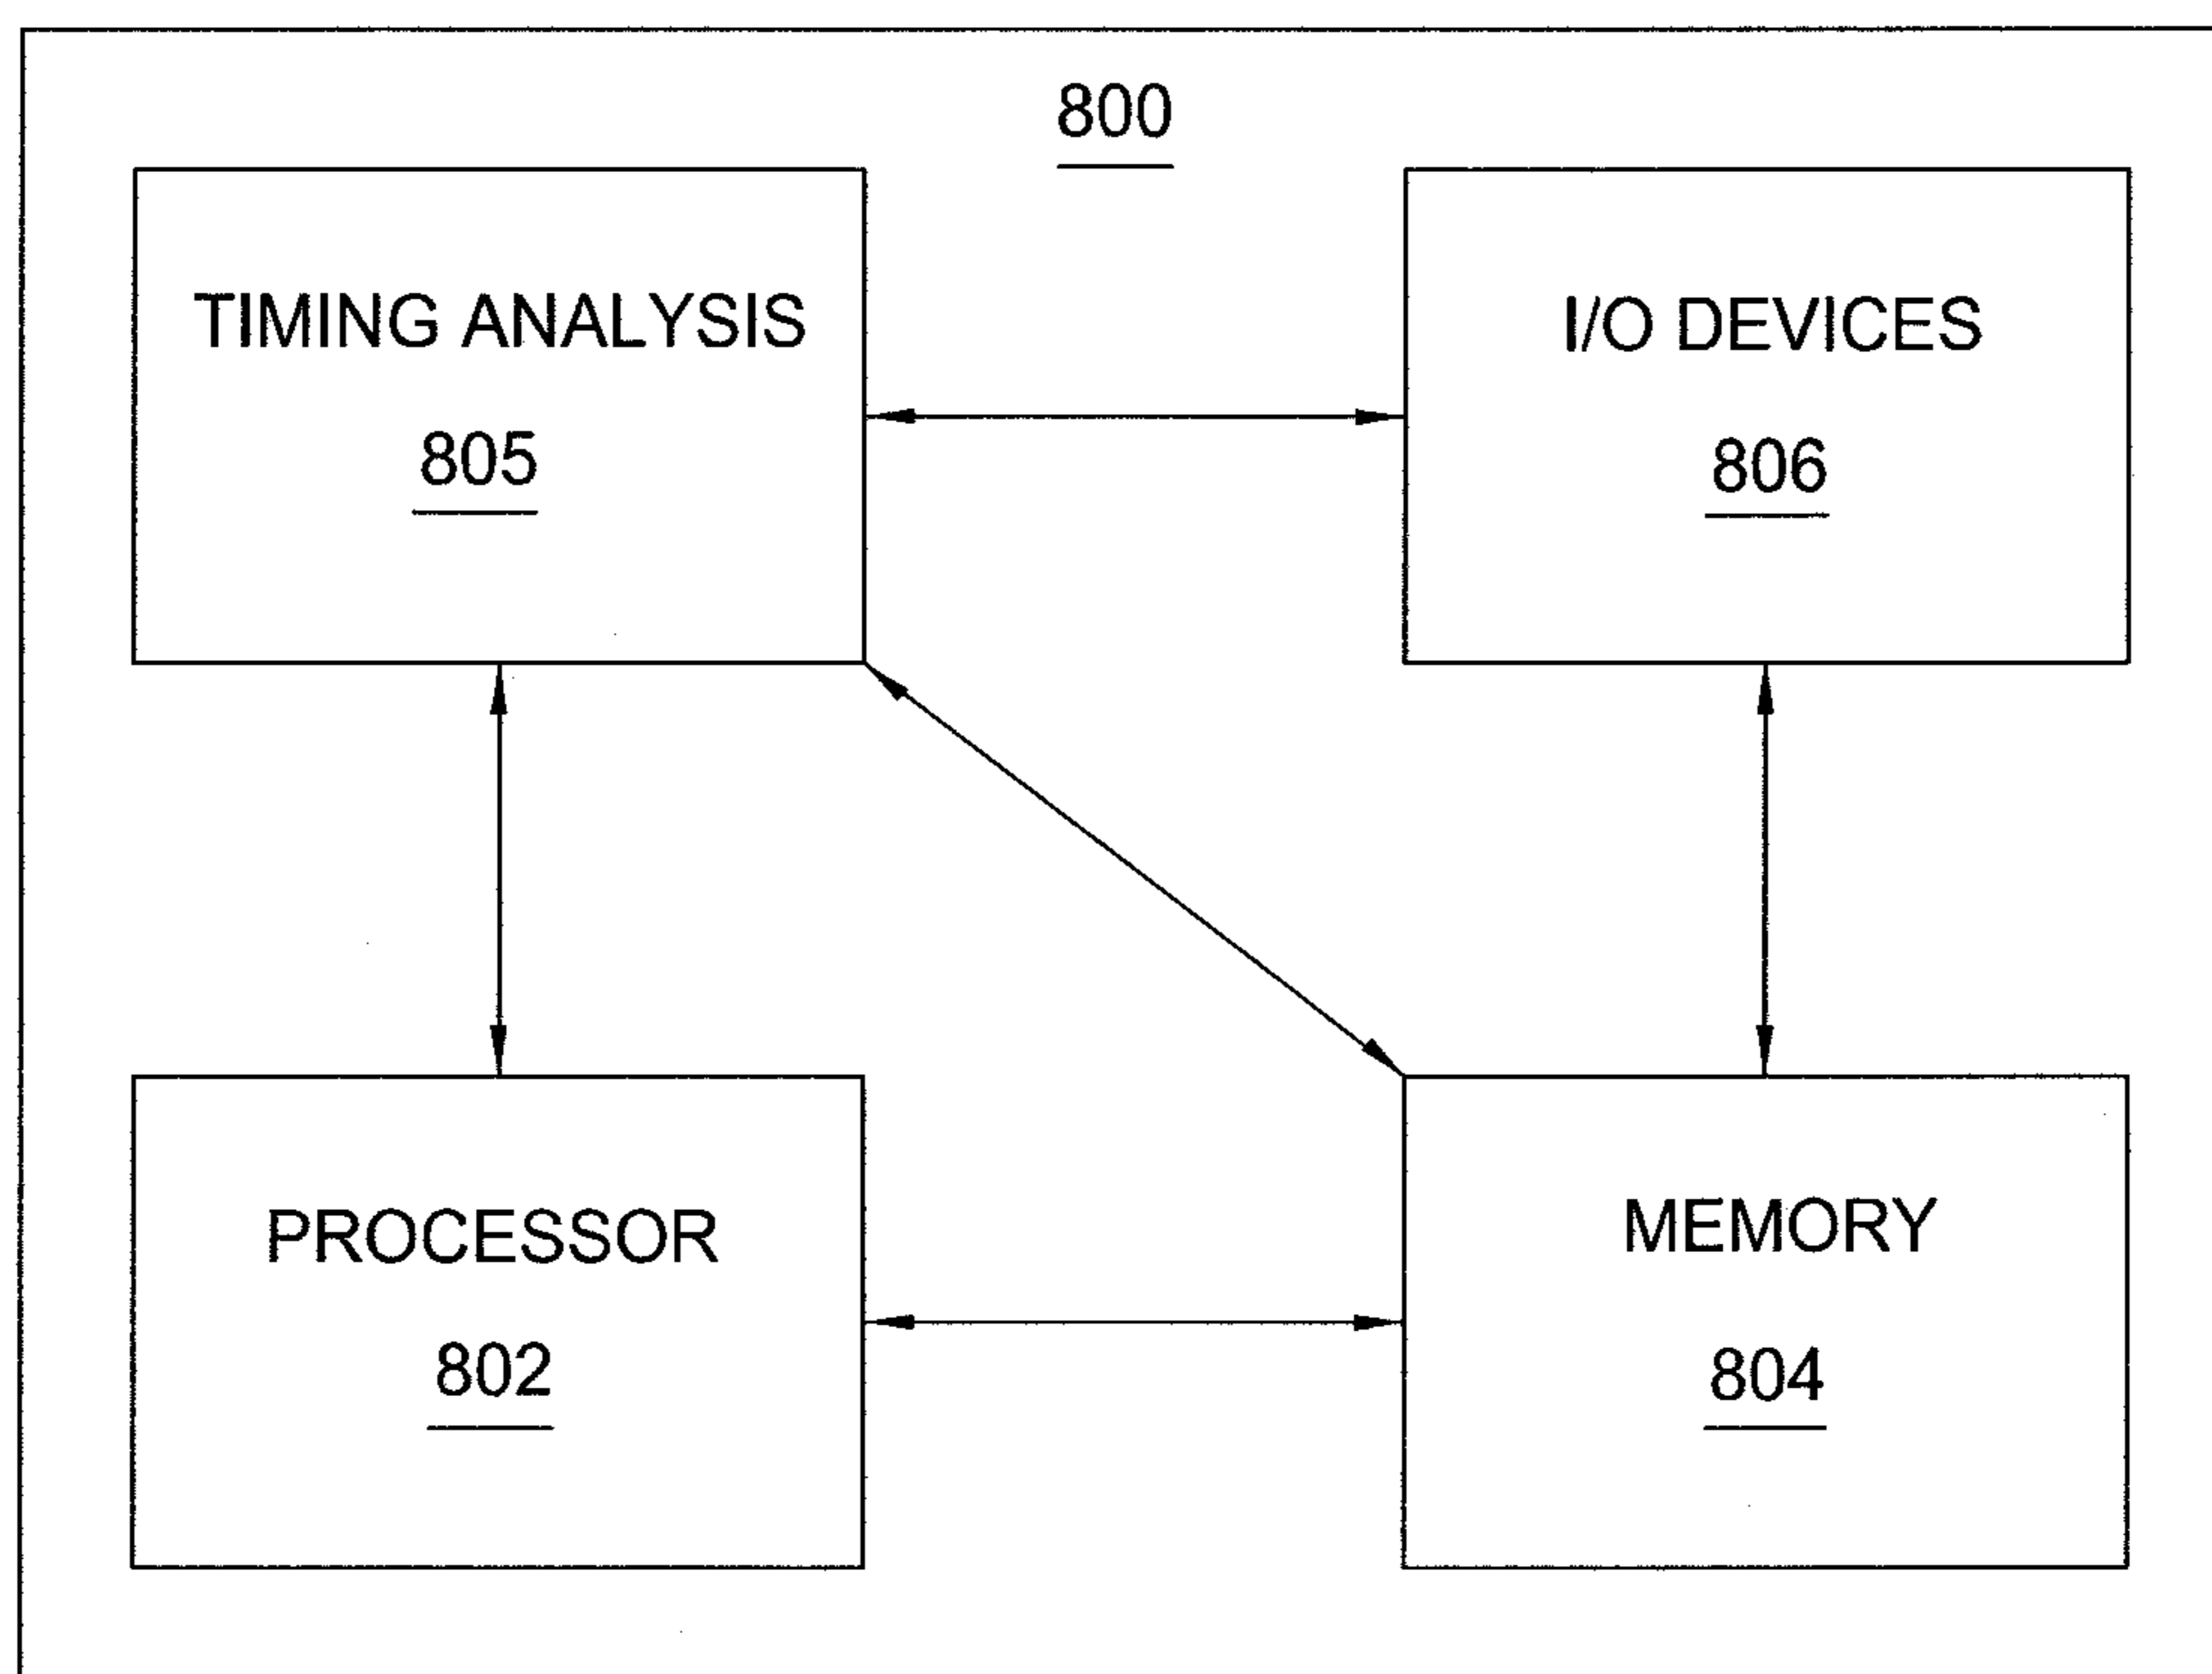 800
TIMING ANALYSIS
805
I/O DEVICES
806
PROCESSOR
802
MEMORY
804